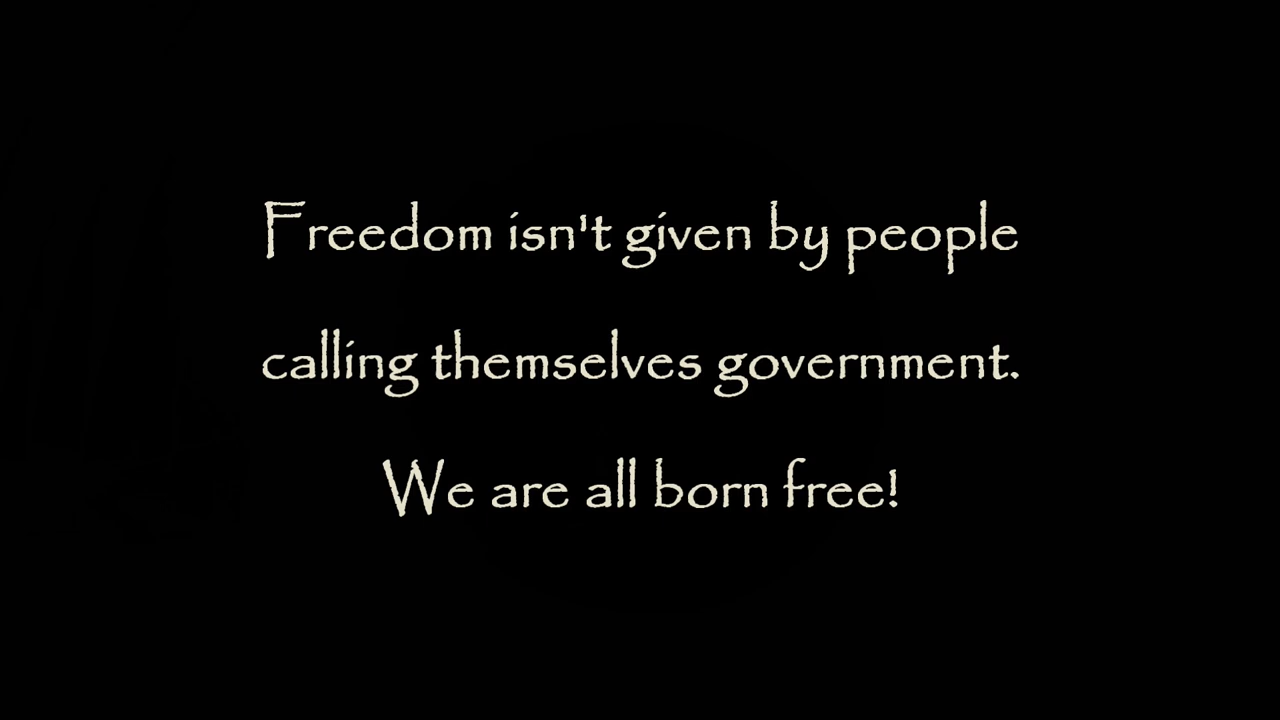 Freedom isn't given by people
calling themselves government.
We are all born free!